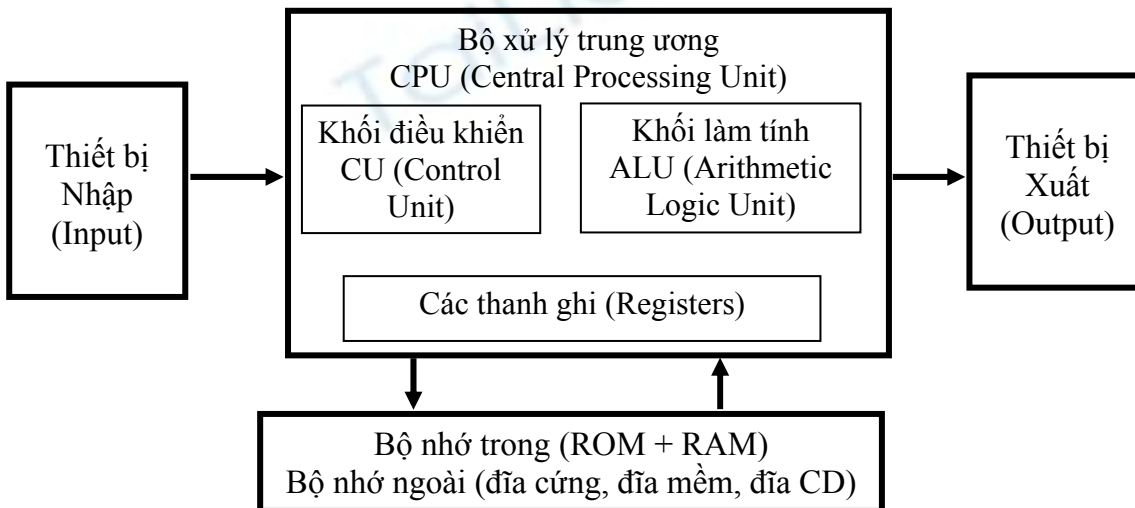 Bộ xử lý trung ương
CPU (Central Processing Unit)
Thiết bị
Nhập
(Input)
Khối điều khiển
CU (Control
Unit)
Khối làm tính
ALU (Arithmetic
Logic Unit)
Thiết bị
Xuất
(Output)
Các thanh ghi (Registers)
Bộ nhớ trong (ROM + RAM)
Bộ nhớ ngoài (đĩa cứng, đĩa mềm, đĩa CD)